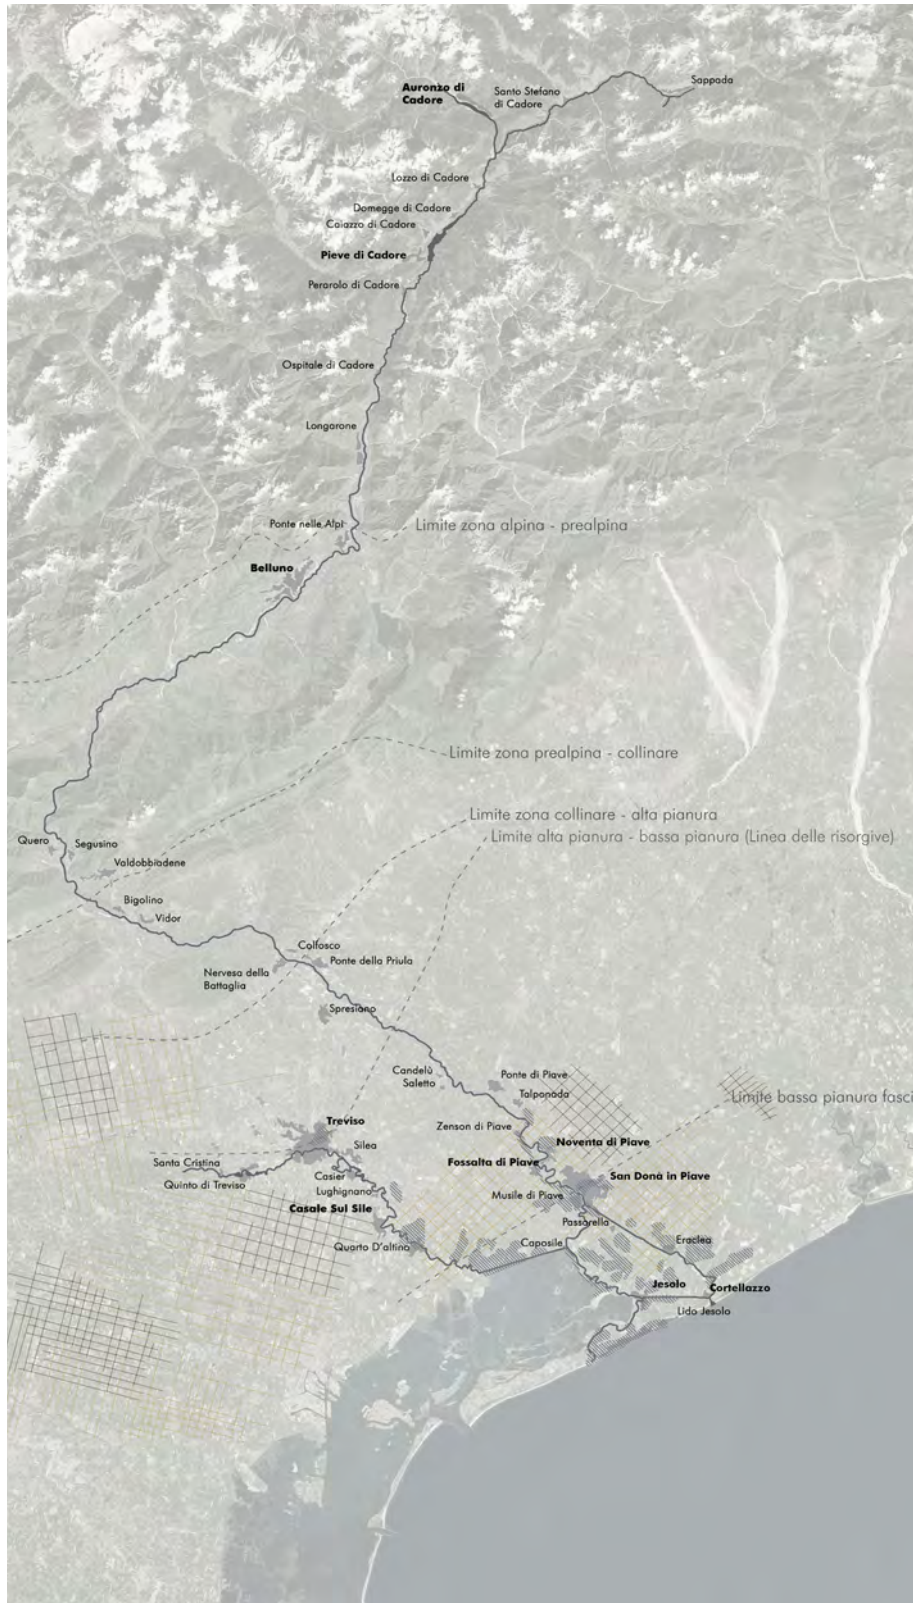 Sappada
Auronzo di
Cadore
Santo Stefano
di Cadore
Lozzo di Cadore
Domegge di Cadore
Calazzo di Cadore
Pieve di Cadore
Perarolo di Cadore
Ospitale di Cadore
Longarone
Ponte nelle Alpi
Limite zona alpina - prealpina
Belluno
Limite zona prealpina - collinare
Limite zona collinare - alta pianura
Limite alta pianura - bassa pianura (Linea delle risorgive)
Quero
Segusino
Valdobbiadene
Bigolino
Vidor
Colfosco
Ponte della Priula
Nervesa della
Battaglia
Spresiano
Candelù
Saletto
Ponte di Piave
Talponada
Limite bassa pianura fasci
Treviso
Zenson di Piave
Noventa di Piave
Silea
Santa Cristina
Fossalta di Piave
Casier
San Donà in Piave
Quinto di Treviso
Lughignano
Musile di Piave
Casale Sul Sile
Passarella
Eraclea
Quarto D'altino
Caposile
Jesolo
Cortellazzo
Lido Jesolo